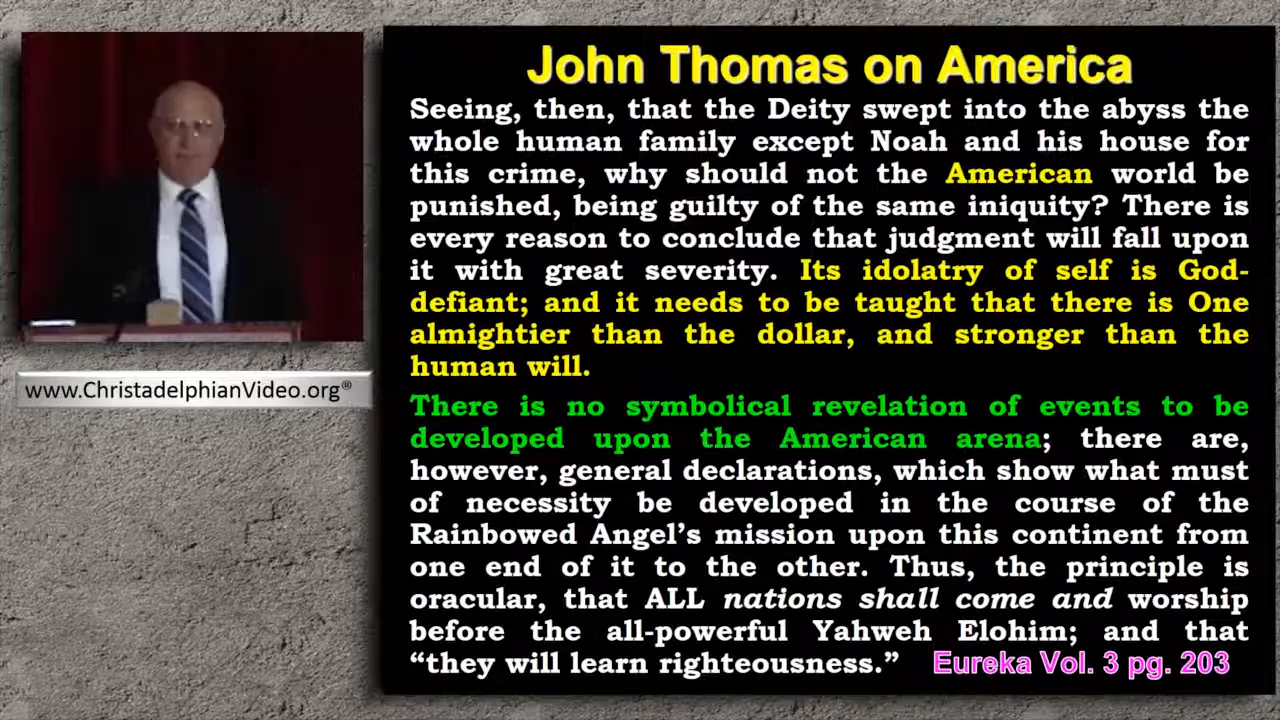 John Thomas on America
Seeing, then, that the Deity swept into the abyss the
whole human family except Noah and his house for
this crime, why should not the American world be
punished, being guilty of the same iniquity? There is
every reason to conclude that judgment will fall upon
it with great severity. Its idolatry of self is God-
defiant; and it needs to be taught that there is One
almightier than the dollar, and stronger than the
human will.
There is no symbolical revelation of events to be
developed upon the American arena; there are,
however, general declarations, which show what must
of necessity be developed in the course of the
Rainbowed Angel’s mission upon this continent from
one end of it to the other. Thus, the principle is
oracular, that ALL nations shall come and worship
before the all-powerful Yahweh Elohim; and that
“they will learn righteousness.” Eureka Vol. 3 pg. 203
www.ChristadelphianVideo.org®